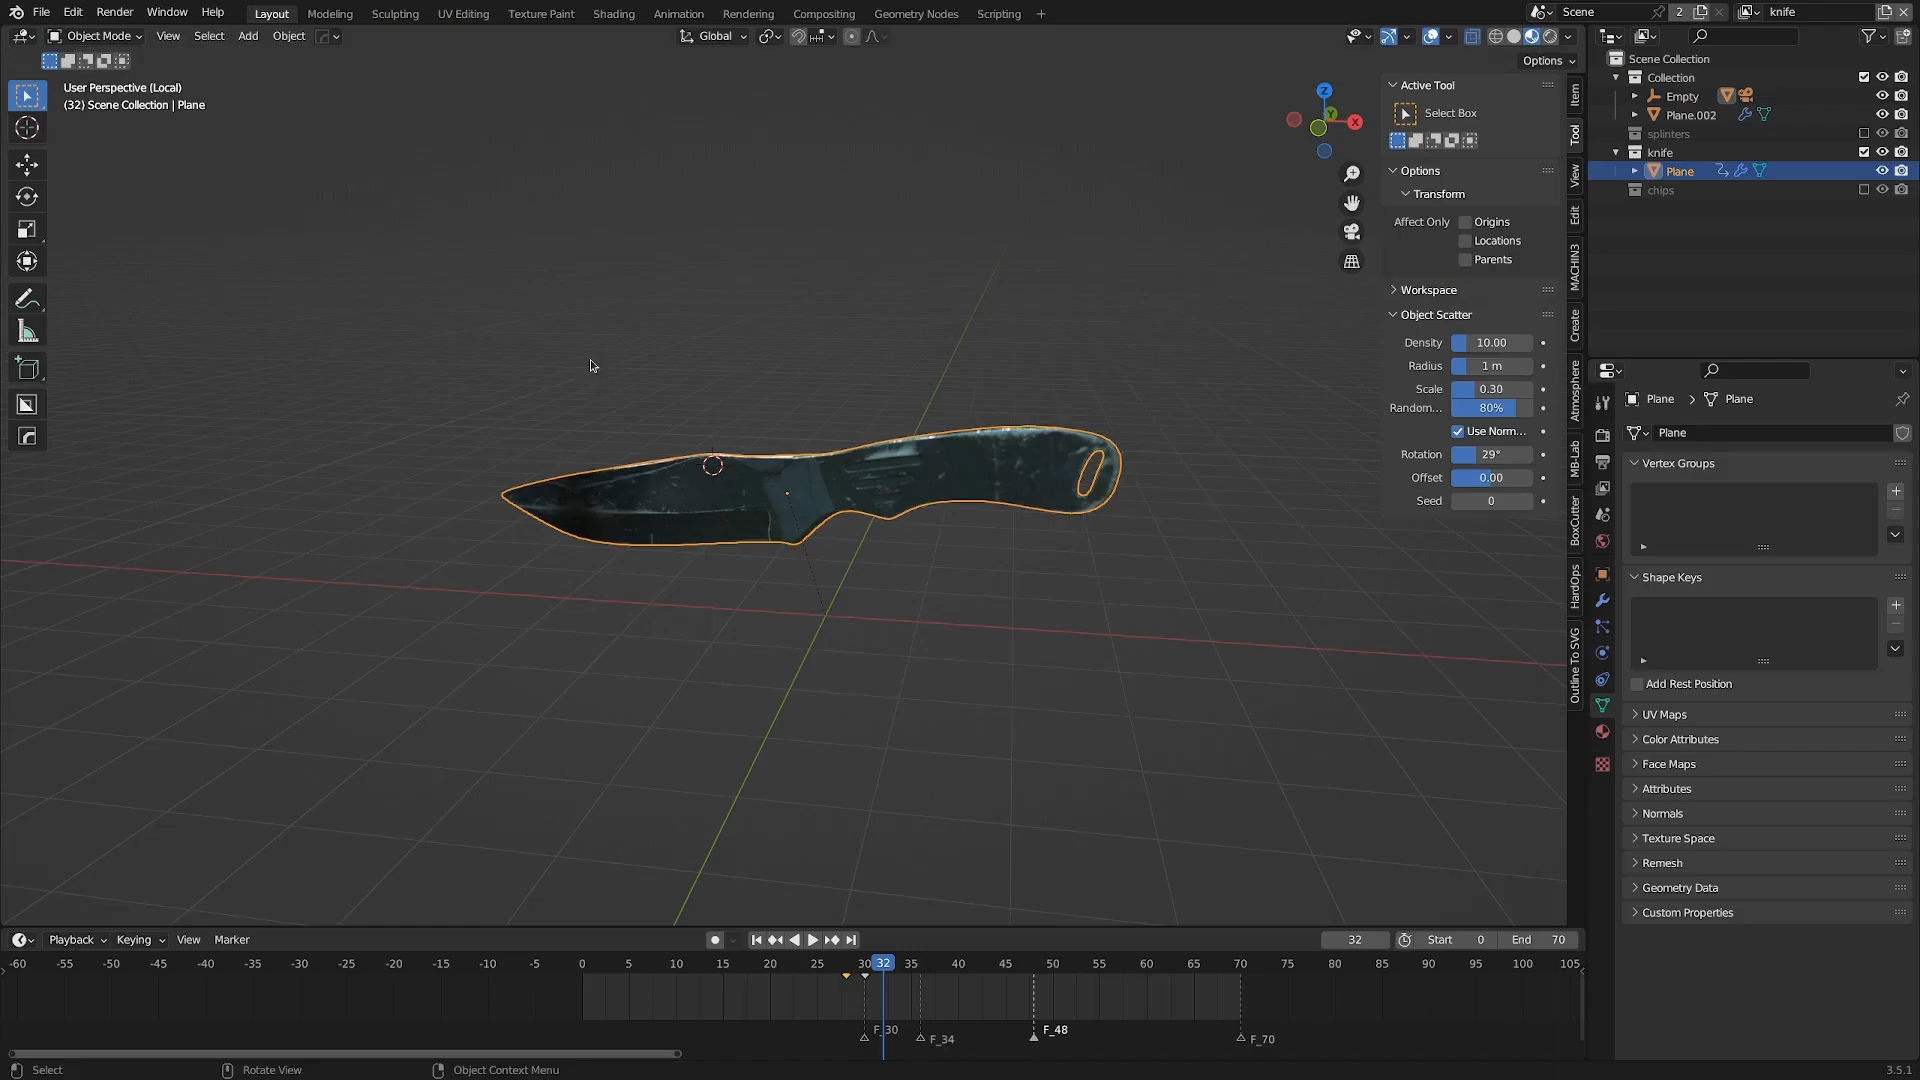 File Edit Render Window Help Layout Modeling Sculpting UV Editing Texture Paint Shading Animation Rendering Compositing Geometry Nodes Scripting + Scene 2 knife
Object Mode View Select Add Object Global
Options
User Perspective (Local)
(32) Scene Collection | Plane
Z
Y
X
Active Tool
Select Box
Options
Transform
Affect Only Origins
Locations
Parents
Workspace
Object Scatter
Density 10.00
Radius 1 m
Scale 0.30
Random... 80%
Use Norm...
Rotation 29°
Offset 0.00
Seed 0
Item
Tool
View
Edit
MACHIN3
Create
Atmosphere
MB-Lab
BoxCutter
HardOps
Outline To SVG
Scene Collection
Collection
Empty
Plane.002
splinters
knife
Plane
chips
Plane > Plane
Plane
Vertex Groups
Shape Keys
Add Rest Position
UV Maps
Color Attributes
Face Maps
Attributes
Normals
Texture Space
Remesh
Geometry Data
Custom Properties
Playback Keying View Marker 32 Start 0 End 70
-60 -55 -50 -45 -40 -35 -30 -25 -20 -15 -10 -5 0 5 10 15 20 25 30 32 35 40 45 50 55 60 65 70 75 80 85 90 95 100 105
F_30 F_48
F_34 F_70
Select Rotate View Object Context Menu 3.5.1